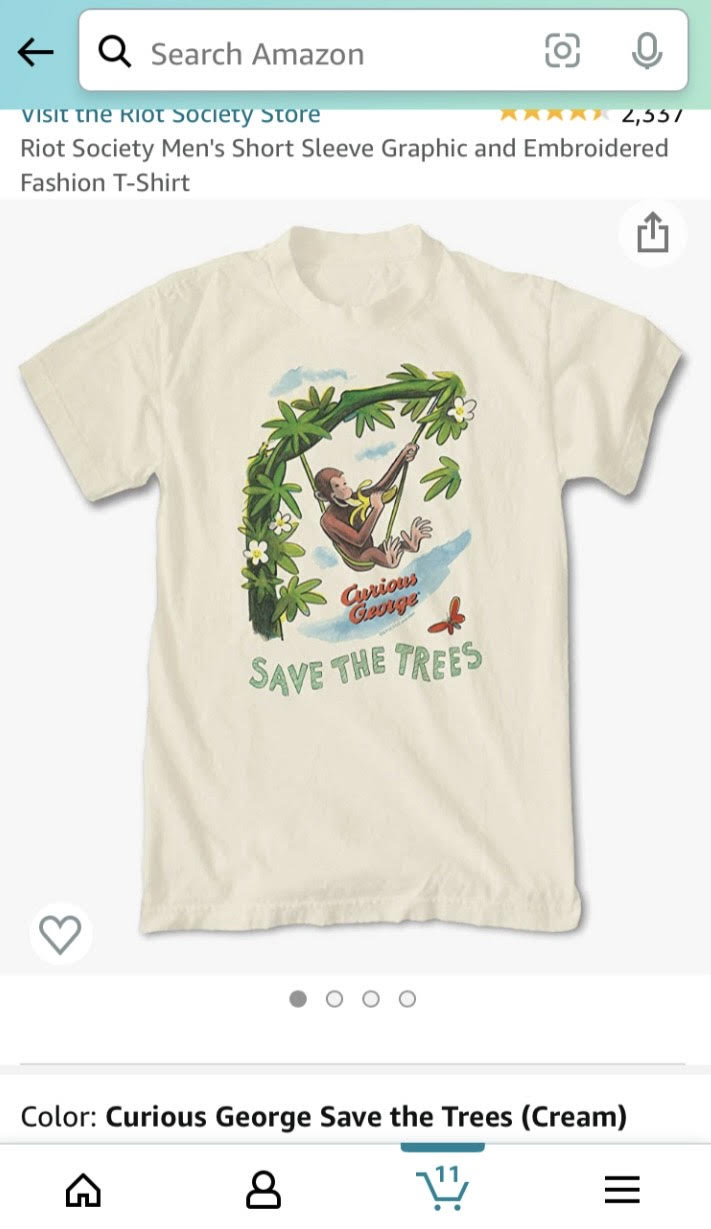 Search Amazon
Visit the Riot Society Store
2,337
Riot Society Men's Short Sleeve Graphic and Embroidered
Fashion T-Shirt
Curious
George
SAVE THE TREES
Color: Curious George Save the Trees (Cream)
11